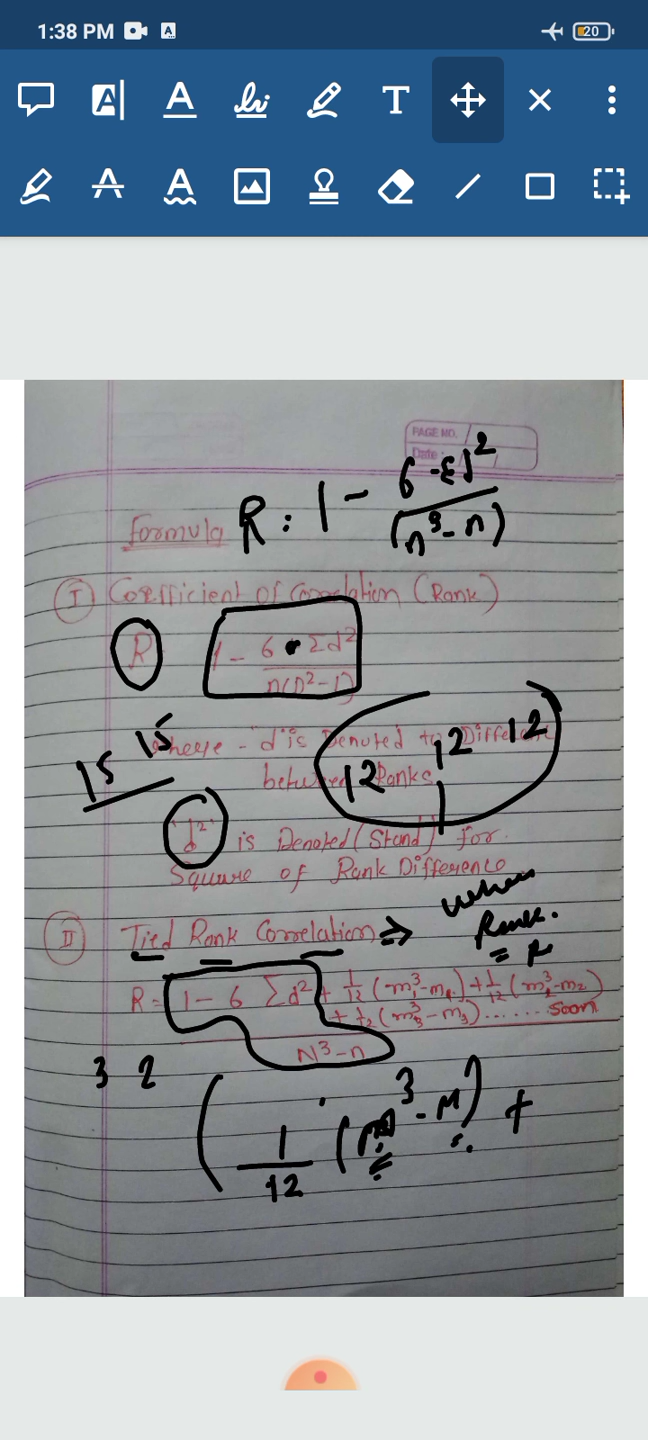 1:38 PM
20
PAGE NO.
Date:
Formula R: 1 - 6·Σd² / (n³-n)
I Coefficient of Correlation (Rank)
R 1 - 6 · Σd²
n(n²-1)
15 15
where - "d" is Denoted to Different 12 12
between Ranks 12
"d²" is Denoted (Stand) for
Square of Rank Difference
II Tied Rank Correlation ⇒ when
Rank.
R = 1 - 6 Σd² + 1/12 (m₁³-m₁) + 1/12 (m₂³-m₂)
+ 1/12 (m₃³-m₃) ...... Soon
N³-n
3 2
( 1/12 (m³-m) +